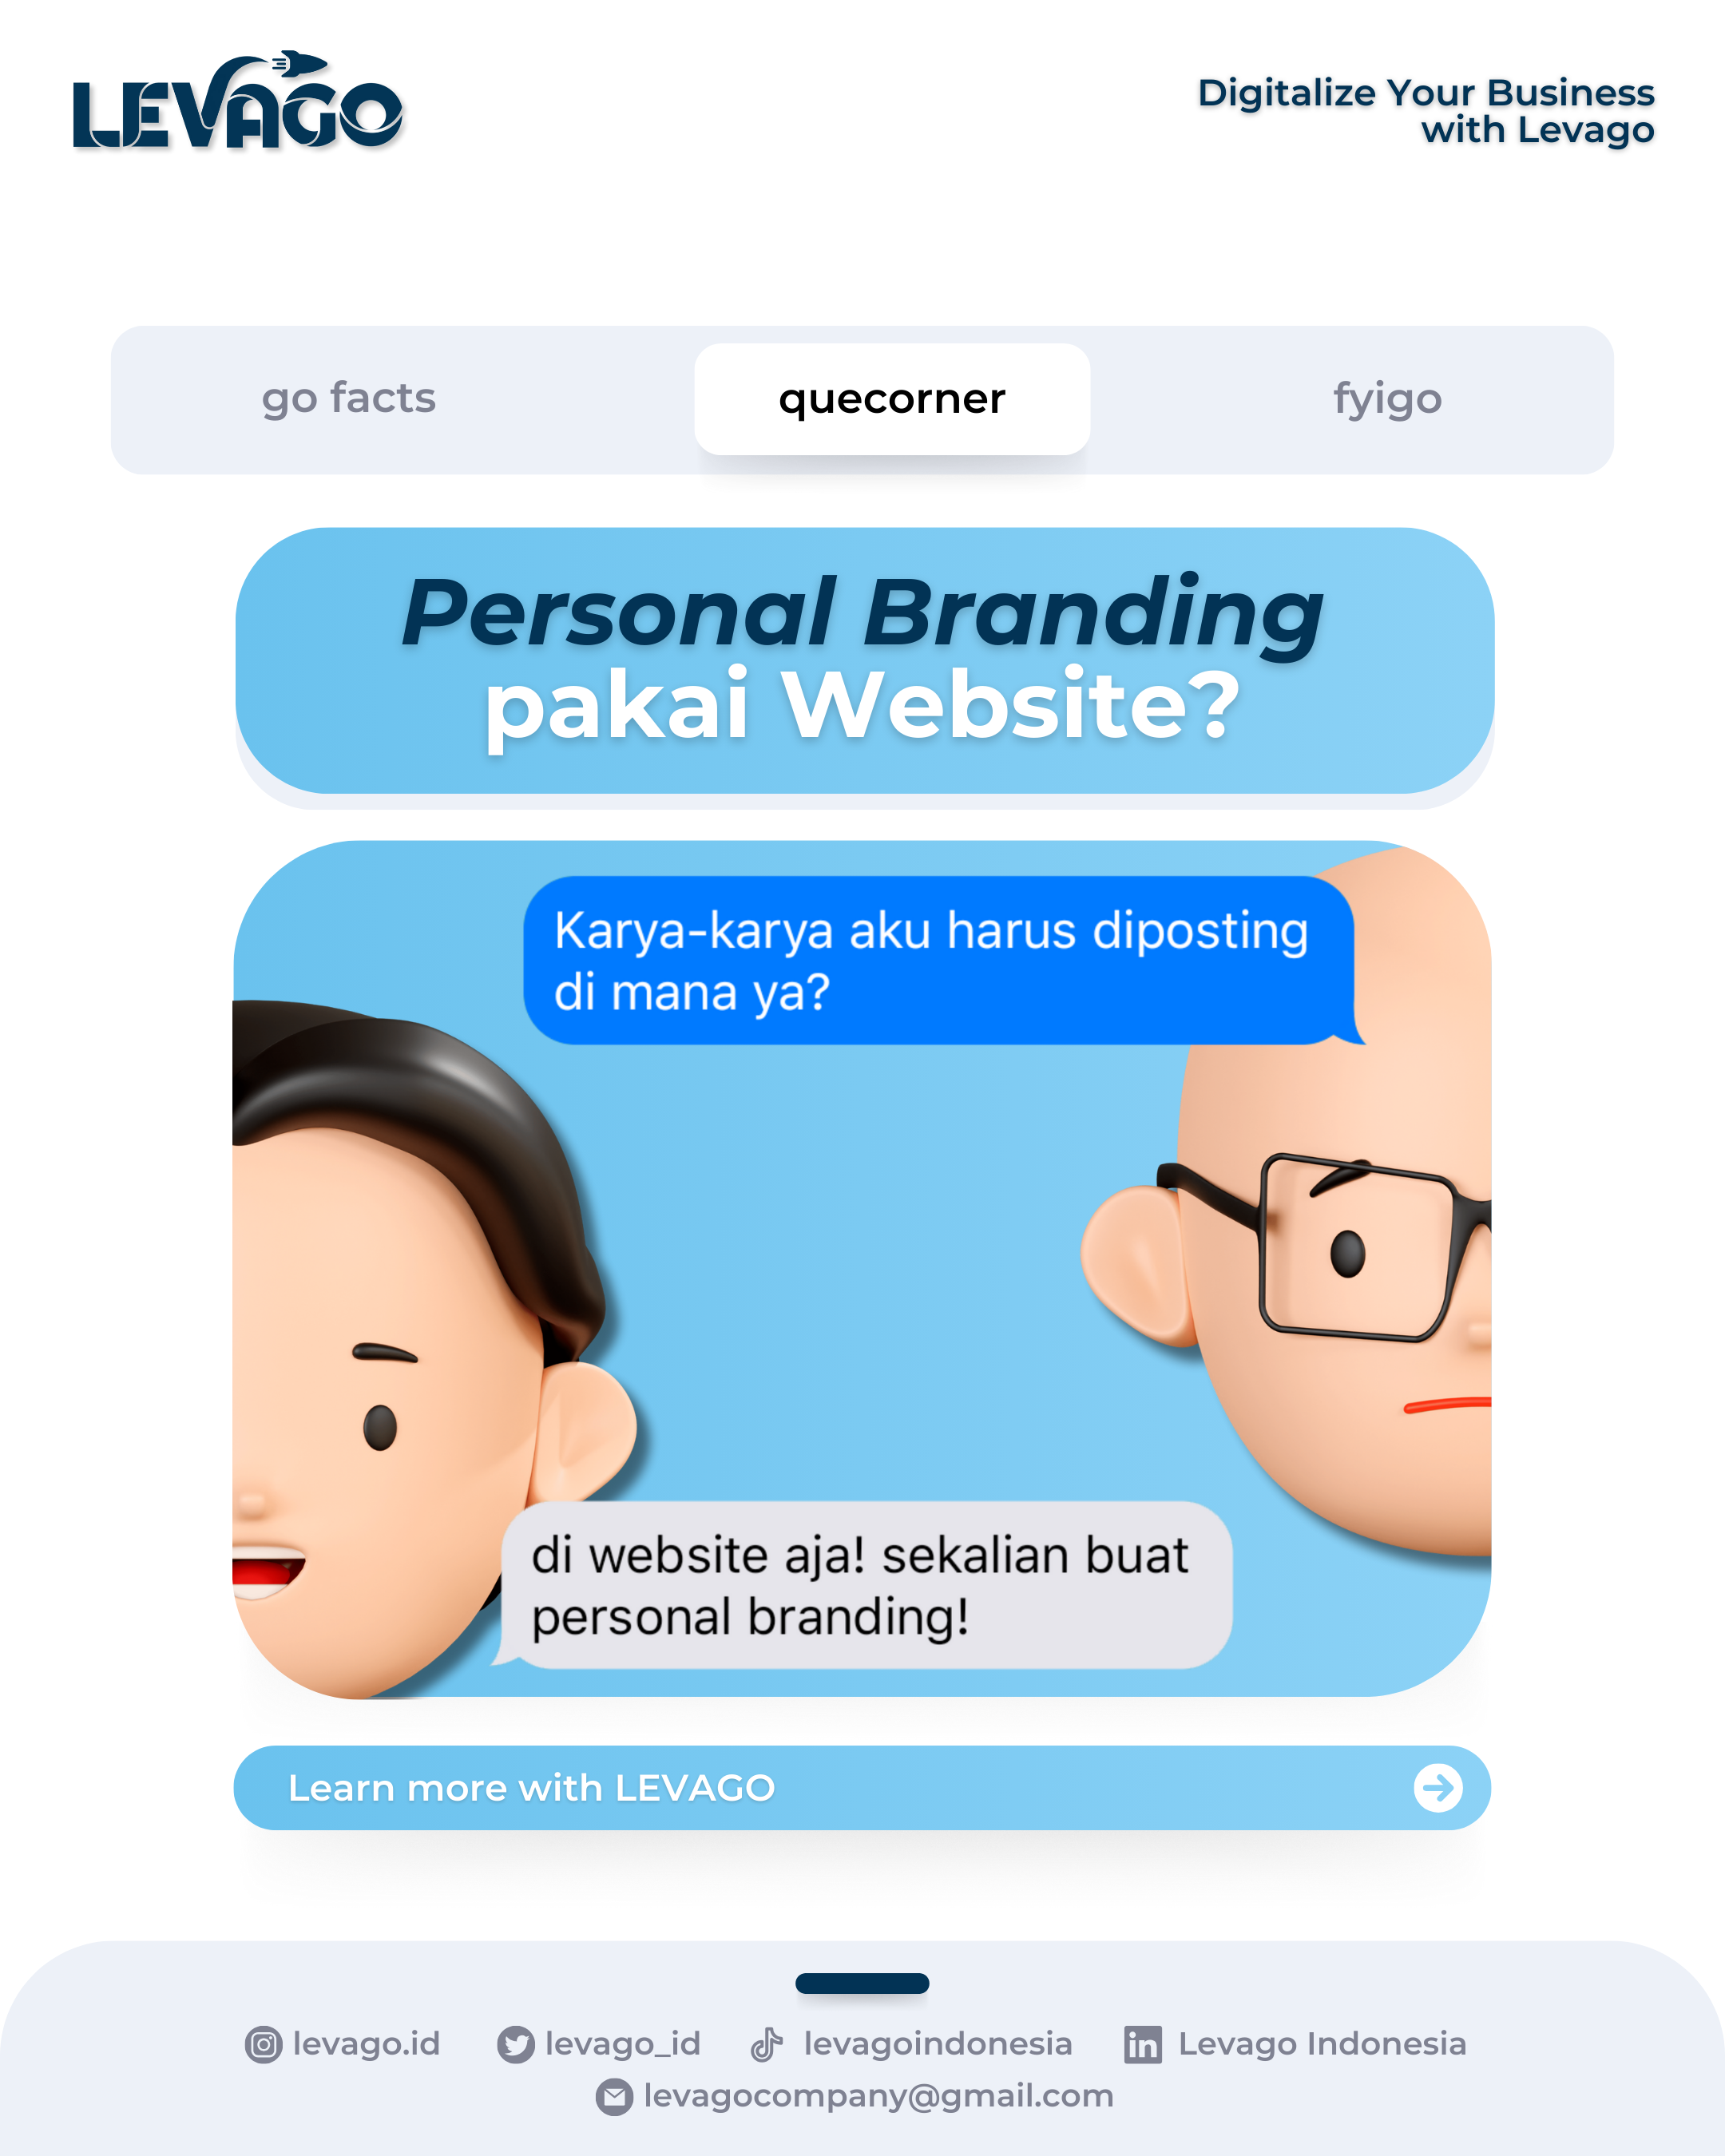 LEVAGO
Digitalize Your Business
with Levago
go facts
quecorner
fyigo
Personal Branding
pakai Website?
Karya-karya aku harus diposting
di mana ya?
di website aja! sekalian buat
personal branding!
Learn more with LEVAGO
levago.id
levago_id
levagoindonesia
Levago Indonesia
levagocompany@gmail.com